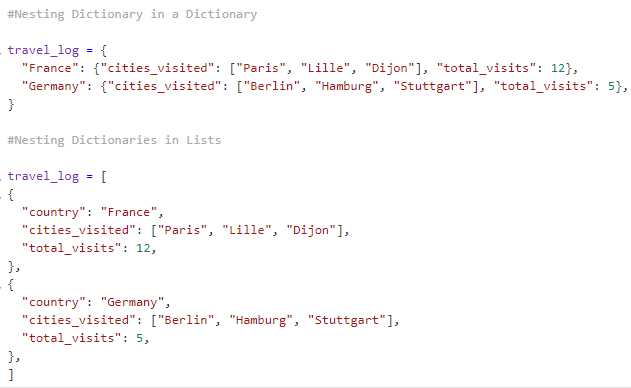 #Nesting Dictionary in a Dictionary
travel_log = {
"France": {"cities_visited": ["Paris", "Lille", "Dijon"], "total_visits": 12},
"Germany": {"cities_visited": ["Berlin", "Hamburg", "Stuttgart"], "total_visits": 5},
}
#Nesting Dictionaries in Lists
travel_log = [
{
"country": "France",
"cities_visited": ["Paris", "Lille", "Dijon"],
"total_visits": 12,
},
{
"country": "Germany",
"cities_visited": ["Berlin", "Hamburg", "Stuttgart"],
"total_visits": 5,
},
]